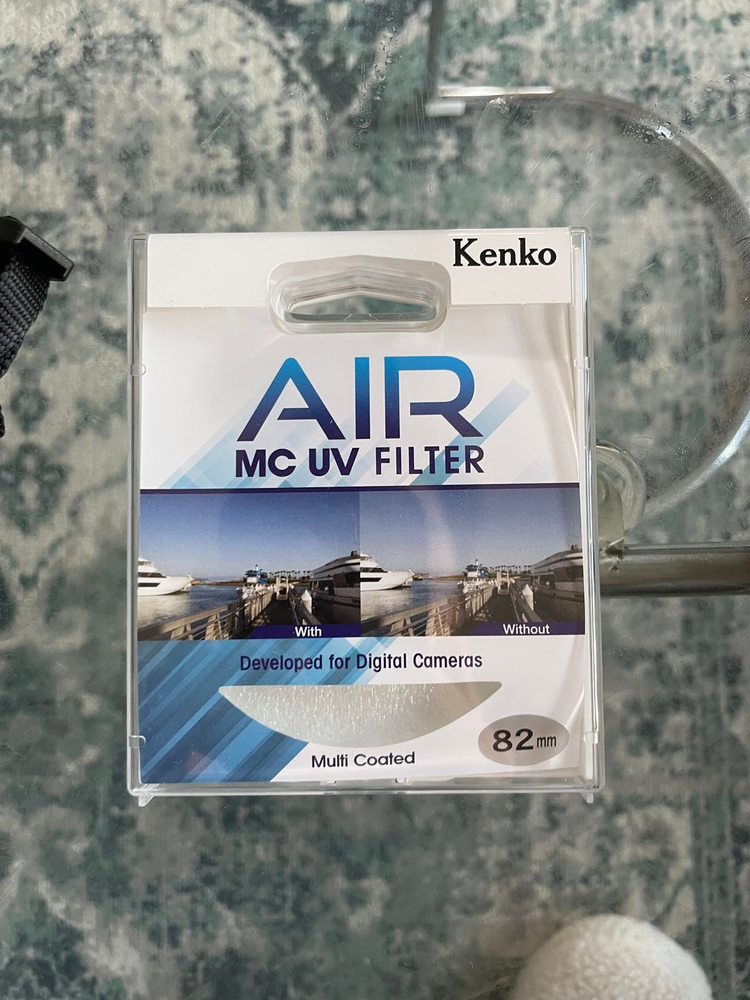 Kenko
AIR
MC UV FILTER
With
Without
Developed for Digital Cameras
Multi Coated
82mm